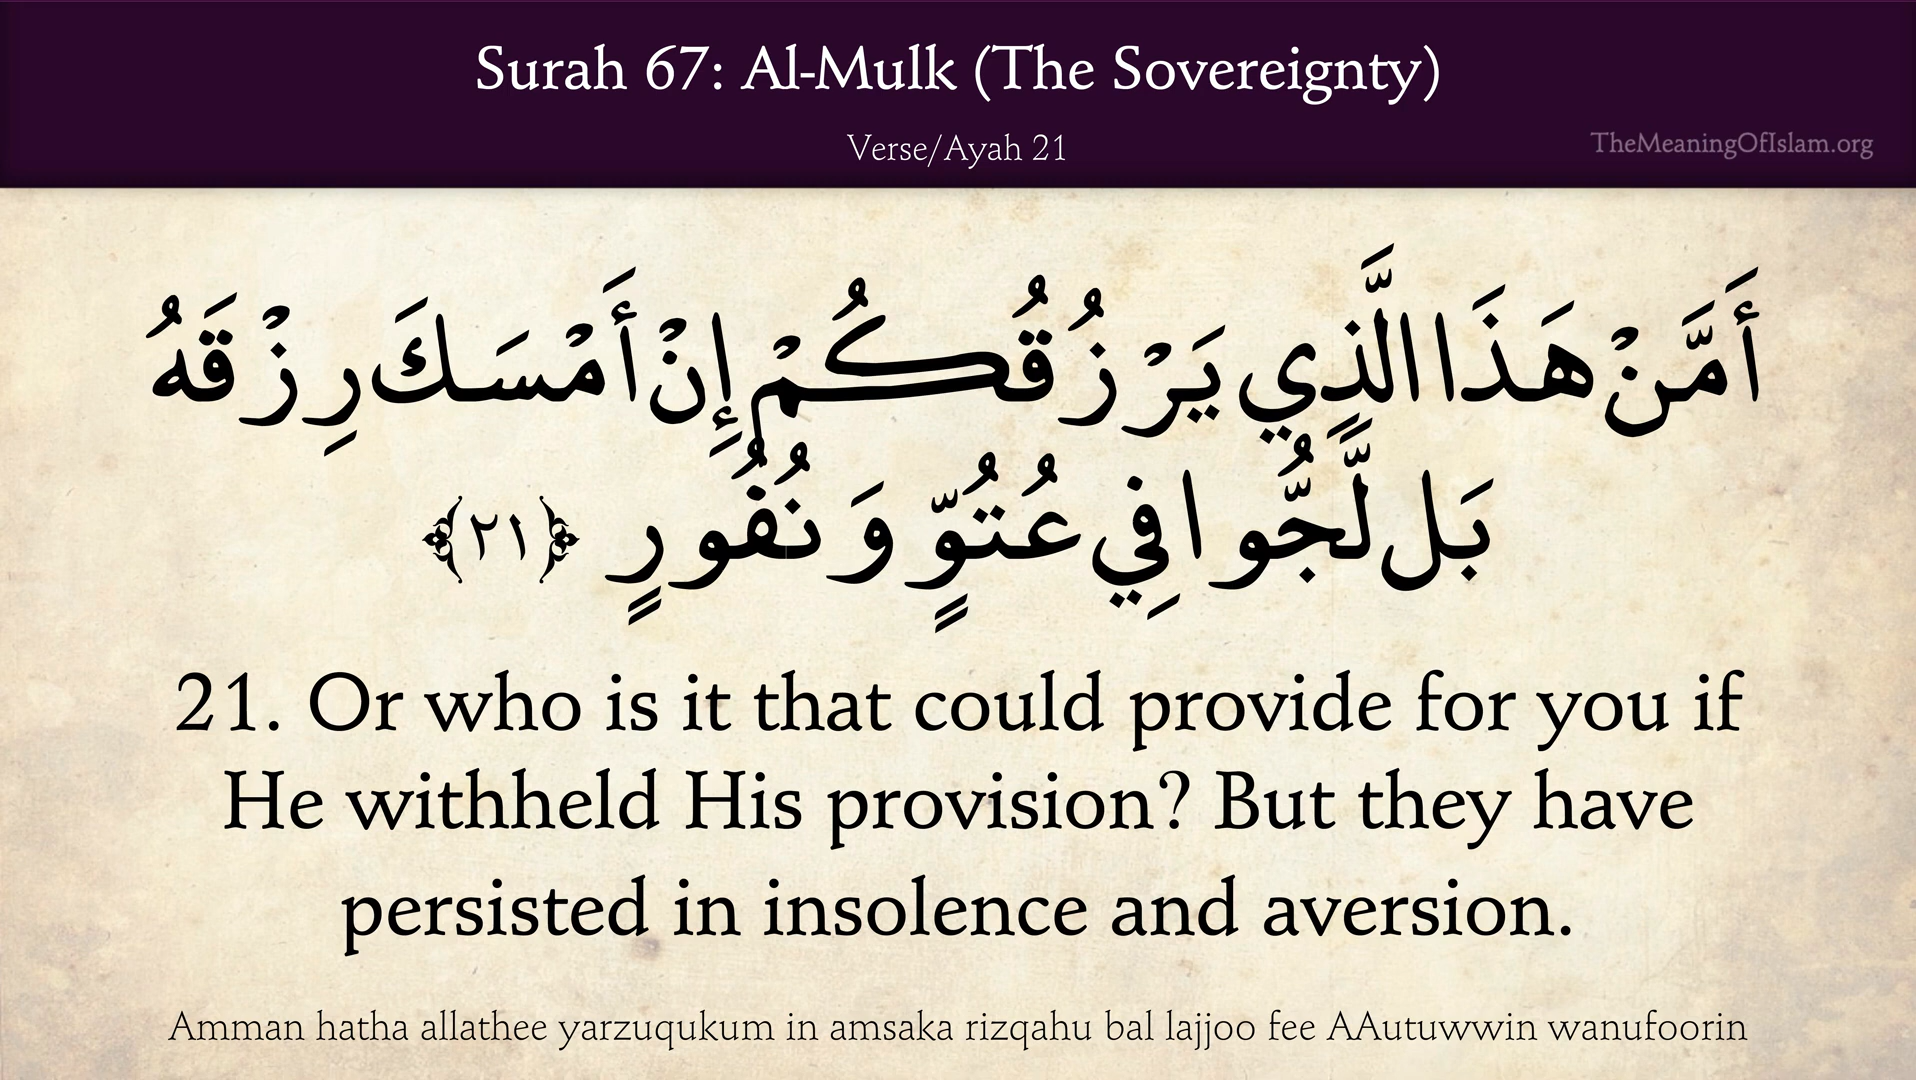 Surah 67: Al-Mulk (The Sovereignty)
Verse/Ayah 21
TheMeaningOfIslam.org
أَمَّنْ هَذَا الَّذِي يَرْزُقُكُمْ إِنْ أَمْسَكَ رِزْقَهُ
بَل لَّجُّوا فِي عُتُوٍّ وَنُفُورٍ ﴿٢١﴾
21. Or who is it that could provide for you if
He withheld His provision? But they have
persisted in insolence and aversion.
Amman hatha allathee yarzuqukum in amsaka rizqahu bal lajjoo fee AAutuwwin wanufoorin